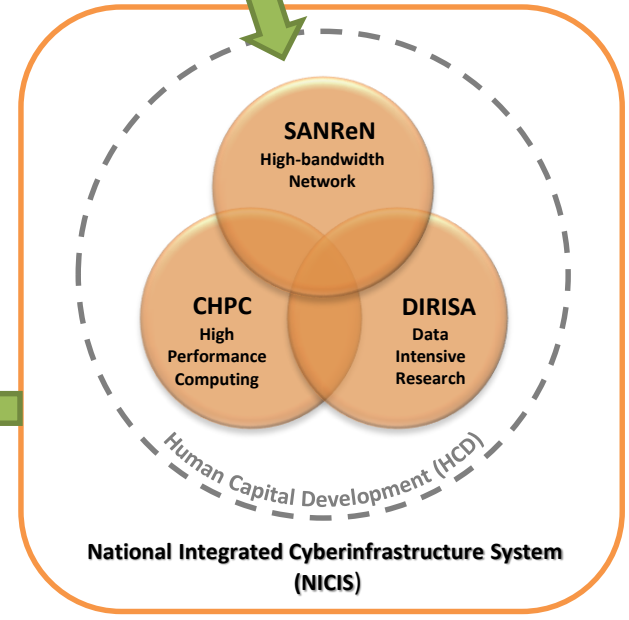 SANReN
High-bandwidth
Network
CHPC
High
Performance
Computing
DIRISA
Data
Intensive
Research
Human Capital Development (HCD)
National Integrated Cyberinfrastructure System
(NICIS)